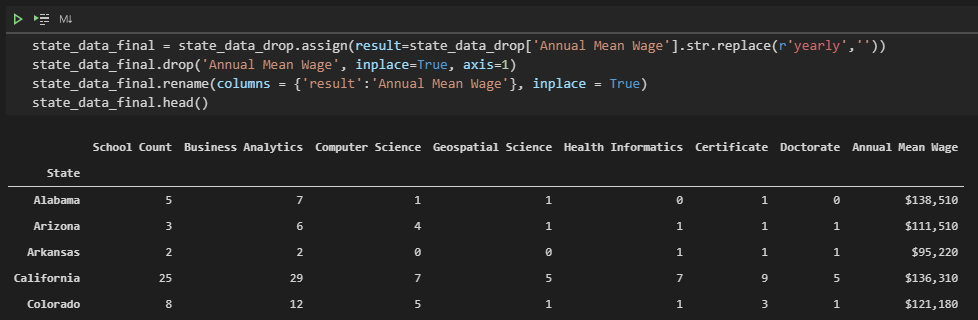 M↓
state_data_final = state_data_drop.assign(result=state_data_drop['Annual Mean Wage'].str.replace(r'yearly',''))
state_data_final.drop('Annual Mean Wage', inplace=True, axis=1)
state_data_final.rename(columns = {'result':'Annual Mean Wage'}, inplace = True)
state_data_final.head()
School Count Business Analytics Computer Science Geospatial Science Health Informatics Certificate Doctorate Annual Mean Wage
State
Alabama 5 7 1 1 0 1 0 $138,510
Arizona 3 6 4 1 1 1 1 $111,510
Arkansas 2 2 0 0 1 1 1 $95,220
California 25 29 7 5 7 9 5 $136,310
Colorado 8 12 5 1 1 3 1 $121,180